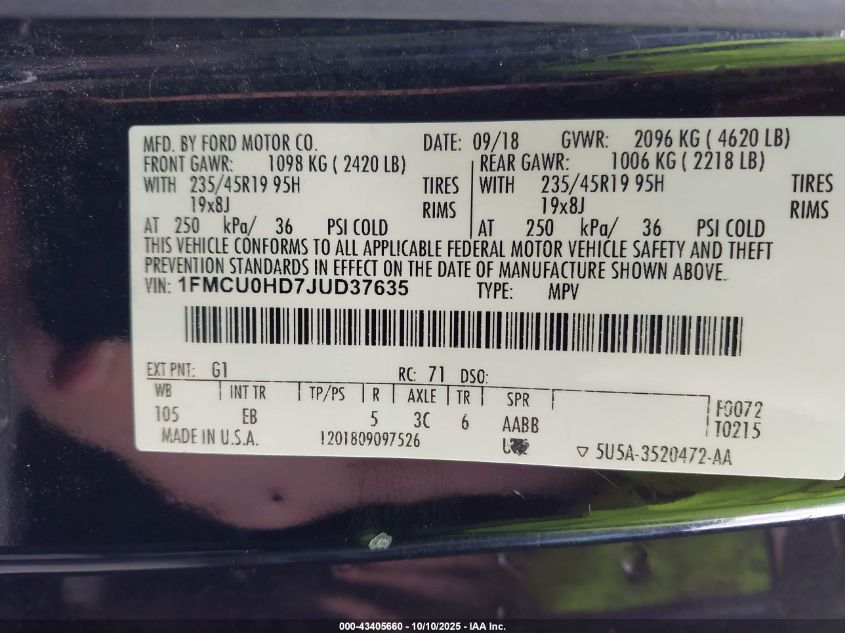 MFD. BY FORD MOTOR CO. DATE: 09/18 GVWR: 2096 KG ( 4620 LB)
FRONT GAWR: 1098 KG ( 2420 LB) REAR GAWR: 1006 KG ( 2218 LB)
WITH 235/45R19 95H TIRES WITH 235/45R19 95H TIRES
19x8J RIMS 19x8J RIMS
AT 250 kPa/ 36 PSI COLD AT 250 kPa/ 36 PSI COLD
THIS VEHICLE CONFORMS TO ALL APPLICABLE FEDERAL MOTOR VEHICLE SAFETY AND THEFT
PREVENTION STANDARDS IN EFFECT ON THE DATE OF MANUFACTURE SHOWN ABOVE.
VIN: 1FMCU0HD7JUD37635 TYPE: MPV
EXT PNT: G1 RC: 71 DSO:
WB INT TR TP/PS R AXLE TR SPR
105 EB 5 3C 6 AABB F0072
T0215
MADE IN U.S.A. 1201809097526 5U5A-3520472-AA
000-43405660 - 10/10/2025 - IAA Inc.